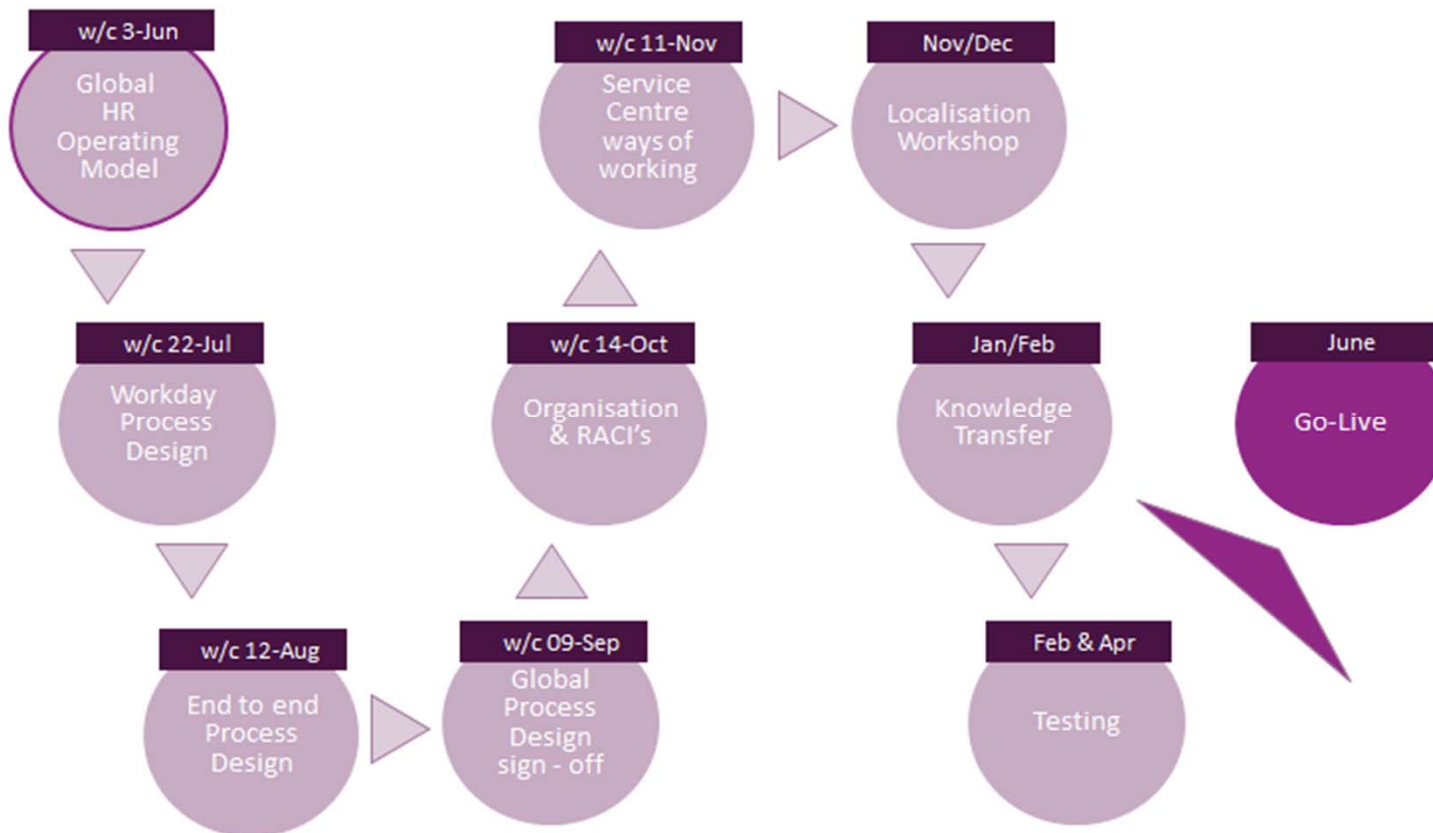 w/c 3-Jun
Global
HR
Operating
Model
w/c 22-Jul
Workday
Process
Design
w/c 12-Aug
End to end
Process
Design
w/c 09-Sep
Global
Process
Design
sign - off
w/c 14-Oct
Organisation
& RACI’s
w/c 11-Nov
Service
Centre
ways of
working
Nov/Dec
Localisation
Workshop
Jan/Feb
Knowledge
Transfer
Feb & Apr
Testing
June
Go-Live